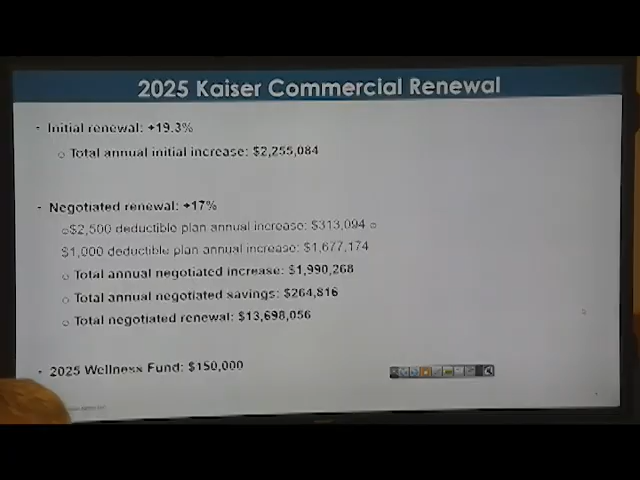 2025 Kaiser Commercial Renewal
- Initial renewal: +19.3%
o Total annual initial increase: $2,255,084
- Negotiated renewal: +17%
o $2,500 deductible plan annual increase: $313,094 o
$1,000 deductible plan annual increase: $1,677,174
o Total annual negotiated increase: $1,990,268
o Total annual negotiated savings: $264,816
o Total negotiated renewal: $13,698,056
- 2025 Wellness Fund: $150,000